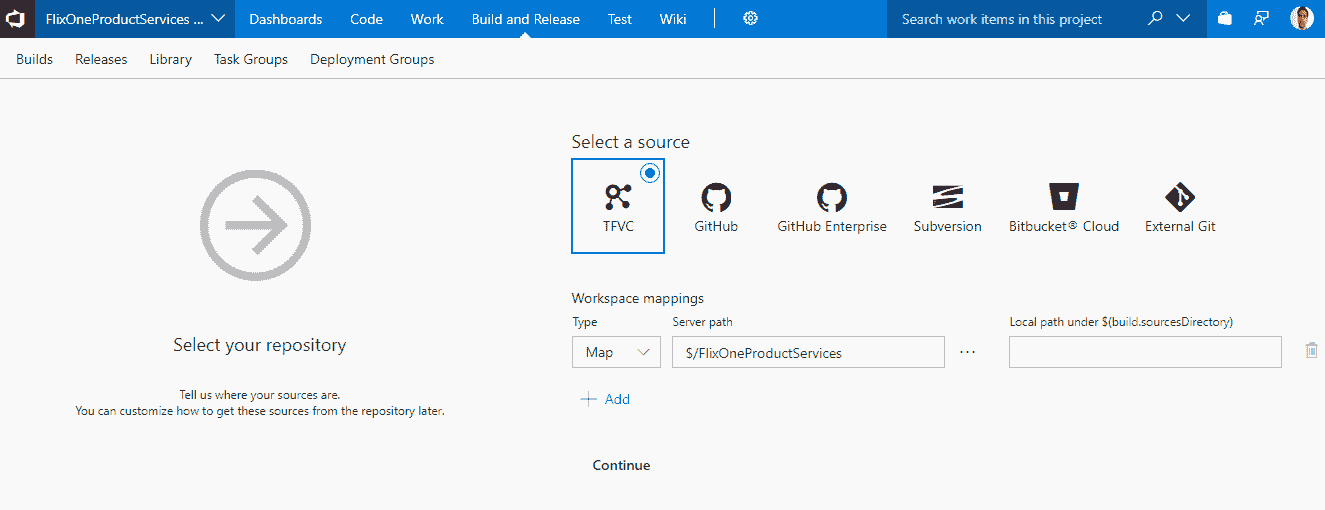 FlixOneProductServices ... Dashboards Code Work Build and Release Test Wiki Search work items in this project
Builds Releases Library Task Groups Deployment Groups
Select a source
TFVC GitHub GitHub Enterprise Subversion Bitbucket® Cloud External Git
Workspace mappings
Type Server path Local path under $(build.sourcesDirectory)
Map $/FlixOneProductServices ...
Add
Continue
Select your repository
Tell us where your sources are.
You can customize how to get these sources from the repository later.